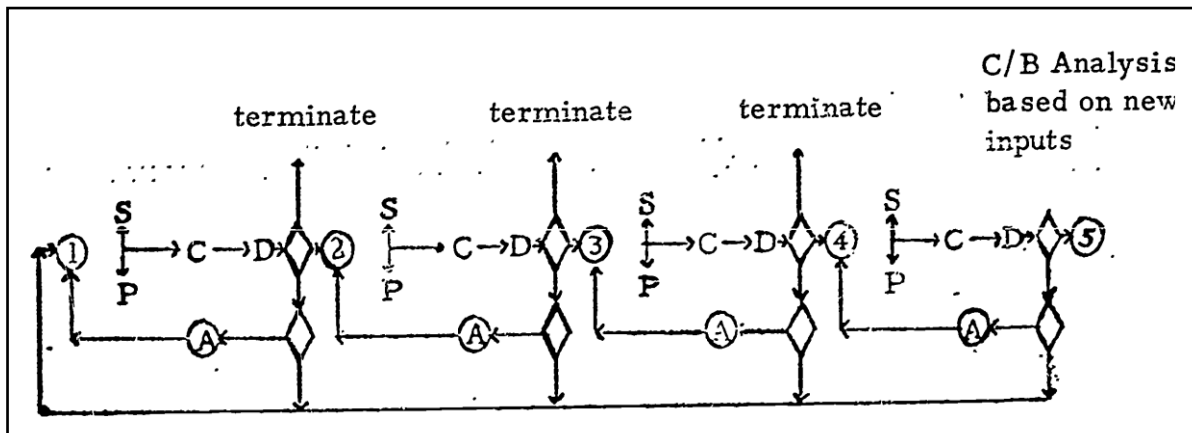 C/B Analysis
based on new
inputs
terminate terminate terminate
S S S S
1 C D 2 C D 3 C D 4 C D 5
P P P P
A A A A